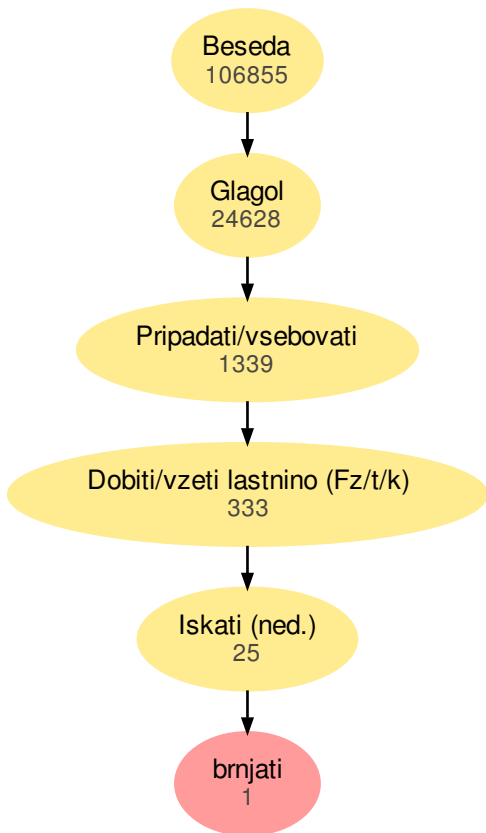 Beseda
106855
Glagol
24628
Pripadati/vsebovati
1339
Dobiti/vzeti lastnino (Fz/t/k)
333
Iskati (ned.)
25
brnjati
1